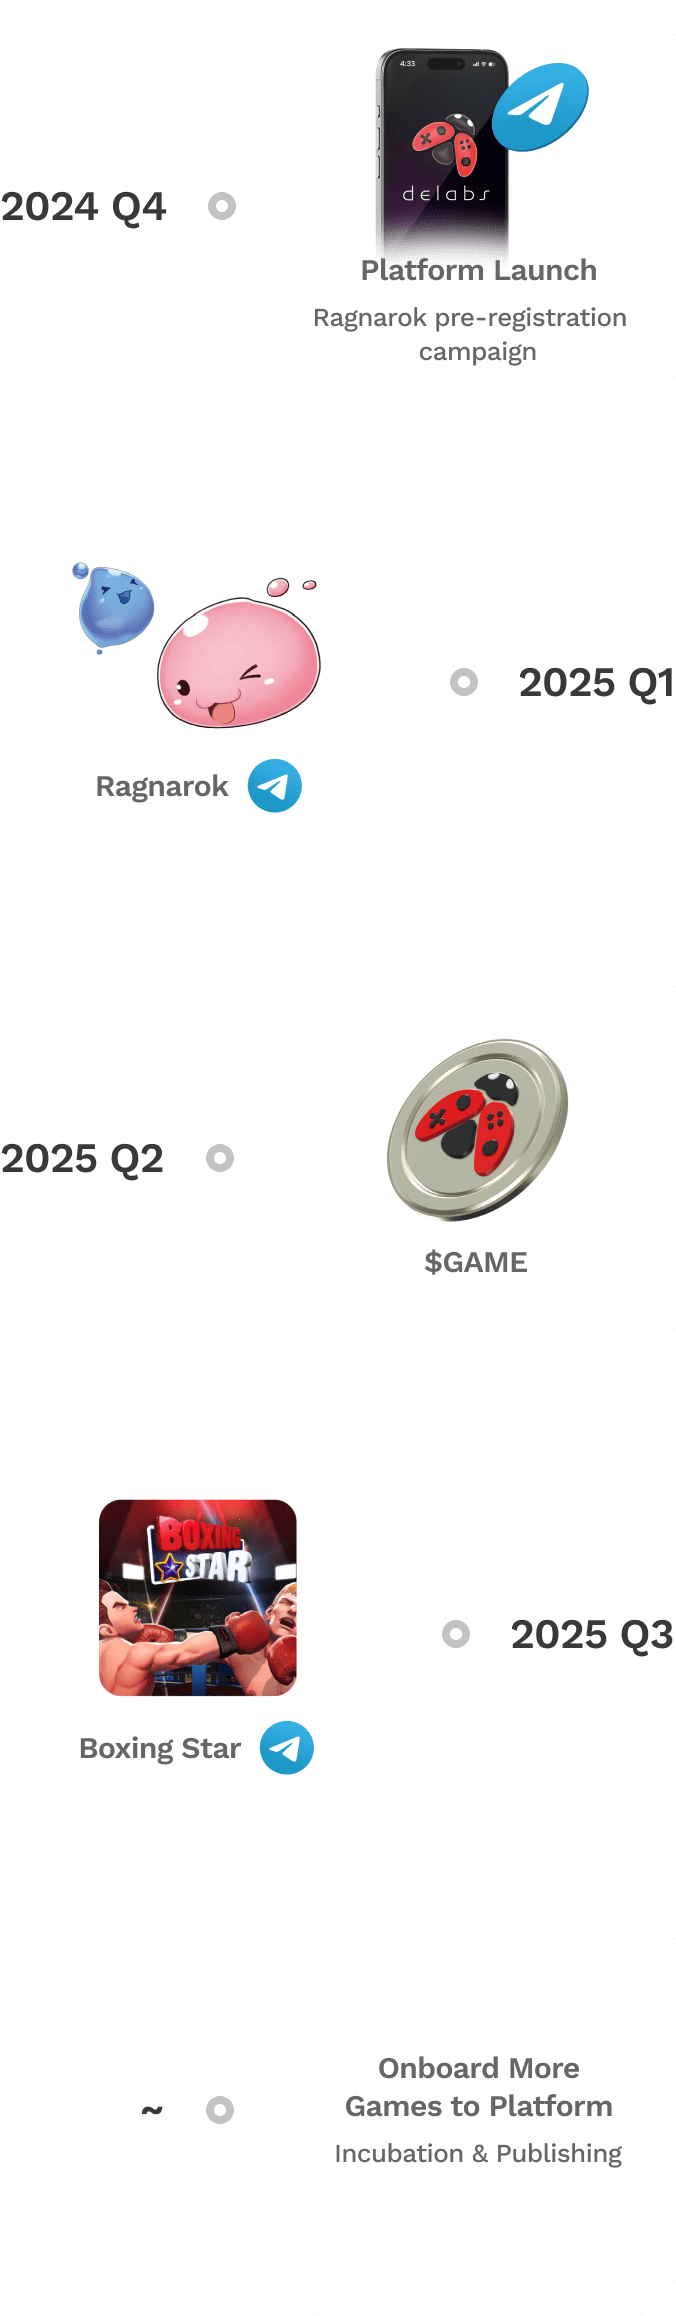 2024 Q4
4:33
delabs
Platform Launch
Ragnarok pre-registration
campaign
2025 Q1
Ragnarok
2025 Q2
$GAME
BOXING
STAR
2025 Q3
Boxing Star
~
Onboard More
Games to Platform
Incubation & Publishing